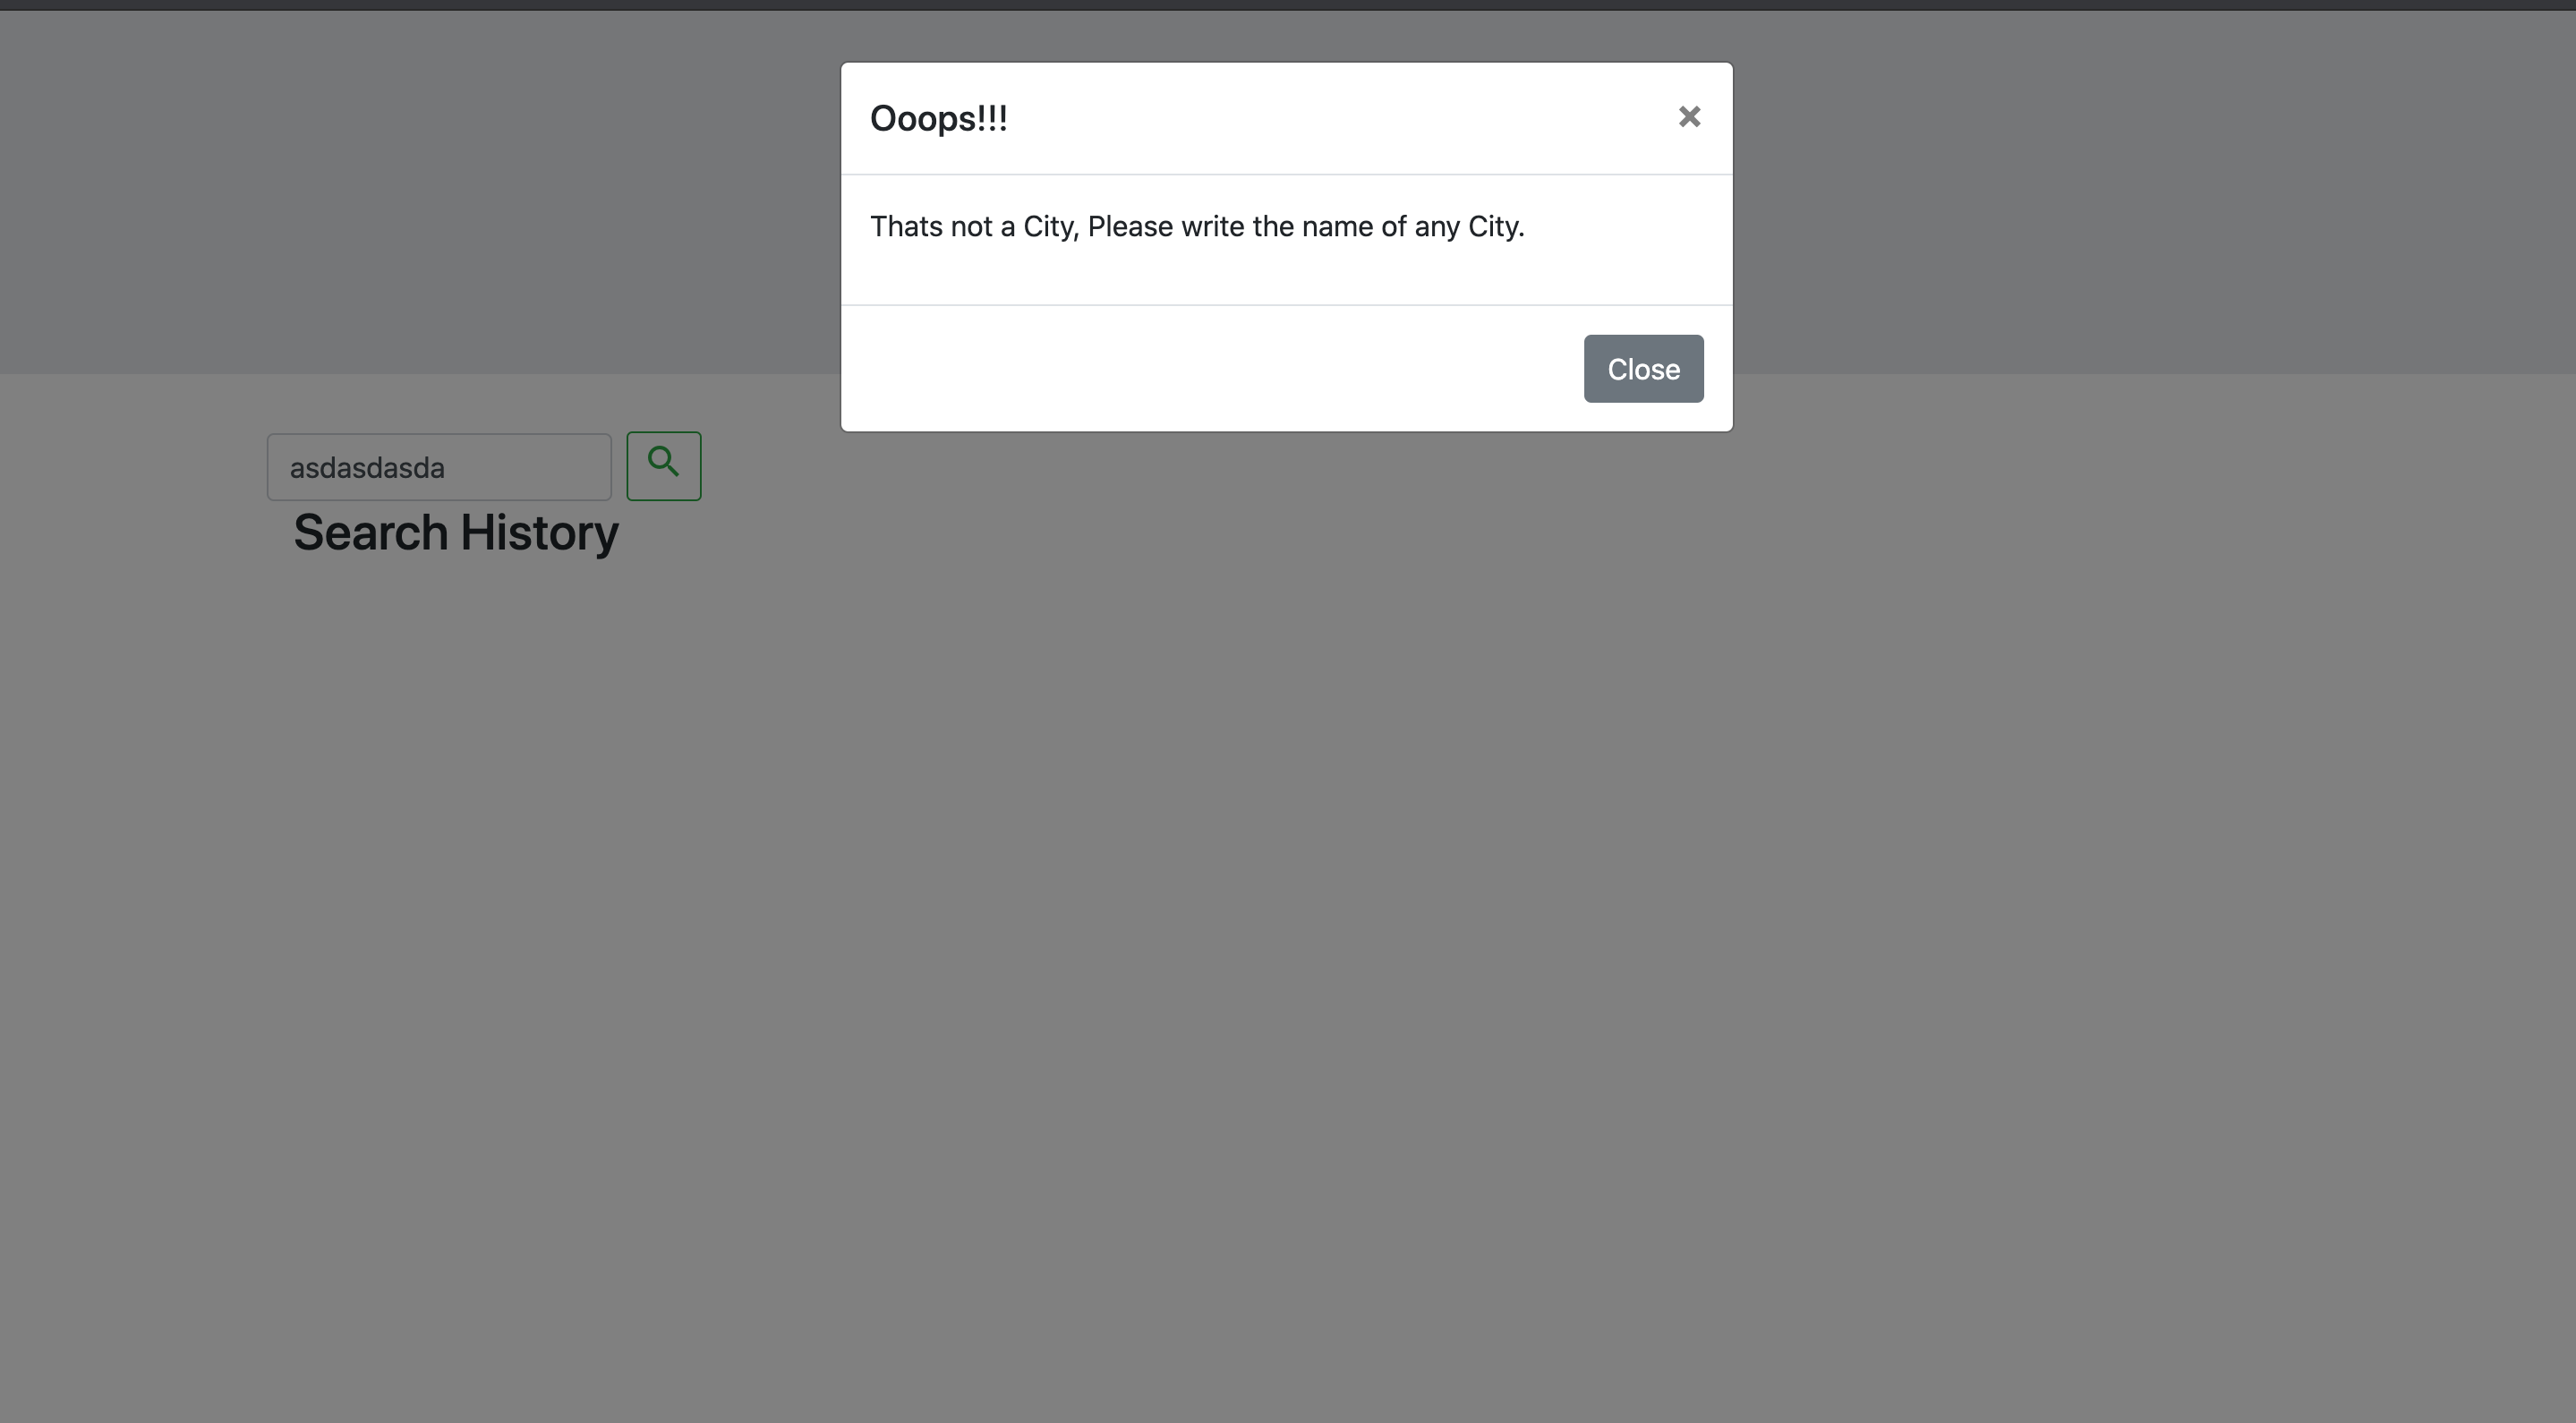 Ooops!!!
×
Thats not a City, Please write the name of any City.
Close
asdasdasda
Search History